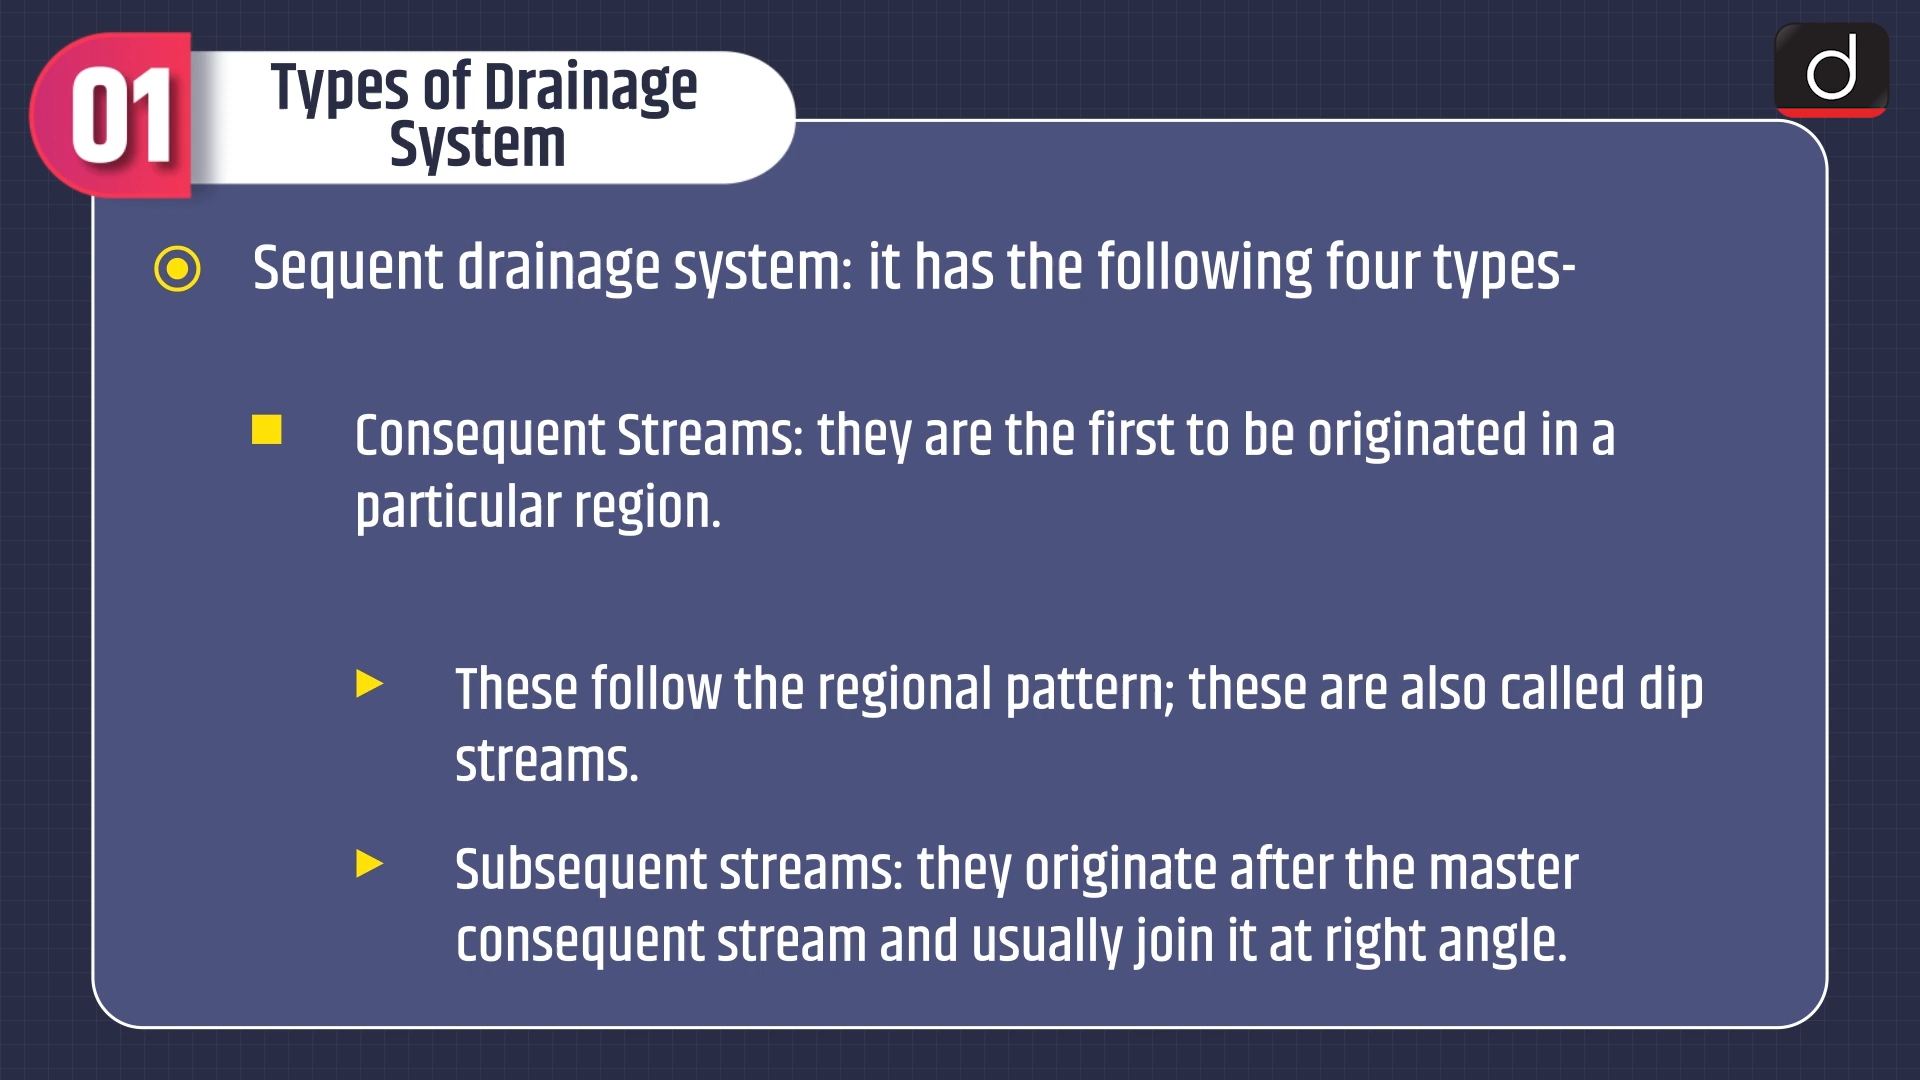 01
Types of Drainage
System
Sequent drainage system: it has the following four types-
Consequent Streams: they are the first to be originated in a
particular region.
These follow the regional pattern; these are also called dip
streams.
Subsequent streams: they originate after the master
consequent stream and usually join it at right angle.
d